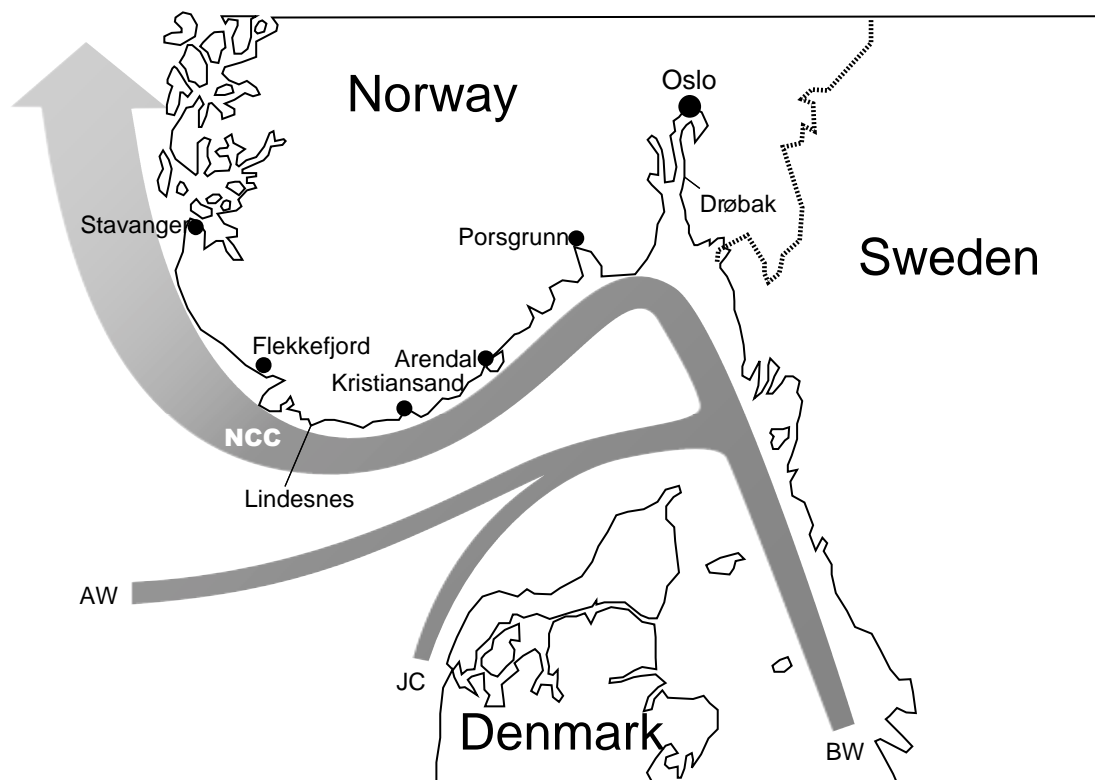 Oslo
Norway
Drøbak
Stavanger
Porsgrunn
Sweden
Flekkefjord
Arendal
Kristiansand
NCC
Lindesnes
AW
JC
Denmark
BW